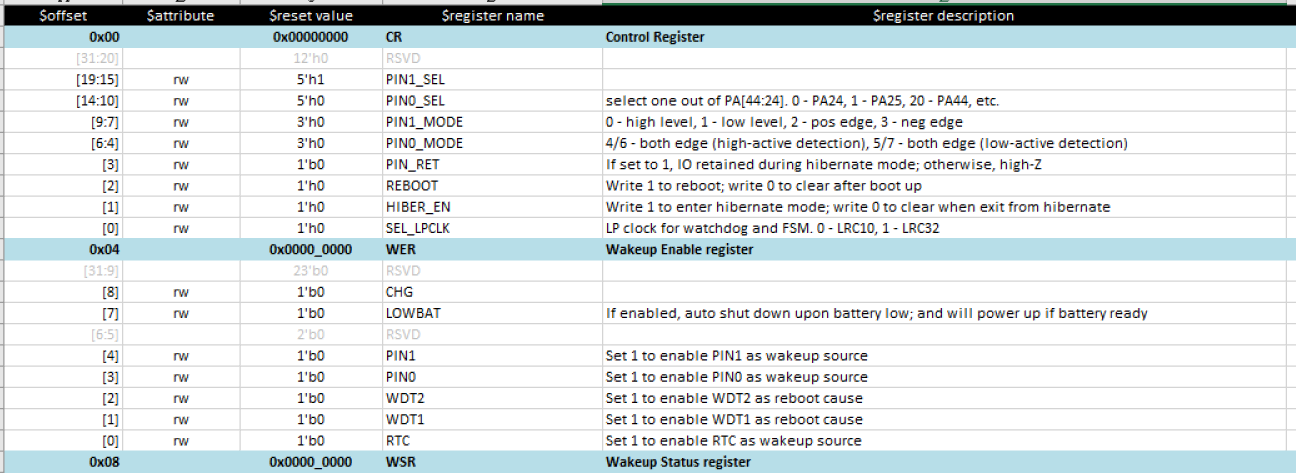 $offset $attribute $reset value $register name $register description
0x00 0x00000000 CR Control Register
[31:20] 12'h0 RSVD
[19:15] rw 5'h1 PIN1_SEL
[14:10] rw 5'h0 PIN0_SEL select one out of PA[44:24]. 0 - PA24, 1 - PA25, 20 - PA44, etc.
[9:7] rw 3'h0 PIN1_MODE 0 - high level, 1 - low level, 2 - pos edge, 3 - neg edge
[6:4] rw 3'h0 PIN0_MODE 4/6 - both edge (high-active detection), 5/7 - both edge (low-active detection)
[3] rw 1'b0 PIN_RET If set to 1, IO retained during hibernate mode; otherwise, high-Z
[2] rw 1'h0 REBOOT Write 1 to reboot; write 0 to clear after boot up
[1] rw 1'h0 HIBER_EN Write 1 to enter hibernate mode; write 0 to clear when exit from hibernate
[0] rw 1'h0 SEL_LPCLK LP clock for watchdog and FSM. 0 - LRC10, 1 - LRC32
0x04 0x0000_0000 WER Wakeup Enable register
[31:9] 23'b0 RSVD
[8] rw 1'b0 CHG
[7] rw 1'b0 LOWBAT If enabled, auto shut down upon battery low; and will power up if battery ready
[6:5] 2'b0 RSVD
[4] rw 1'b0 PIN1 Set 1 to enable PIN1 as wakeup source
[3] rw 1'b0 PIN0 Set 1 to enable PIN0 as wakeup source
[2] rw 1'b0 WDT2 Set 1 to enable WDT2 as reboot cause
[1] rw 1'b0 WDT1 Set 1 to enable WDT1 as reboot cause
[0] rw 1'b0 RTC Set 1 to enable RTC as wakeup source
0x08 0x0000_0000 WSR Wakeup Status register